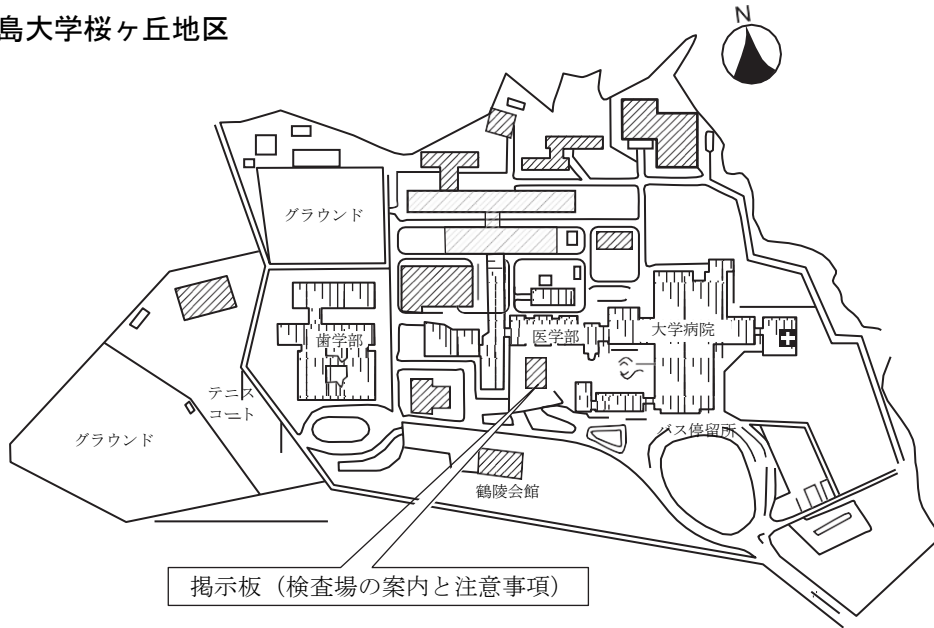 島大学桜ヶ丘地区
N
グラウンド
歯学部
医学部
大学病院
テニス
コート
グラウンド
バス停留所
鶴陵会館
掲示板(検査場の案内と注意事項)